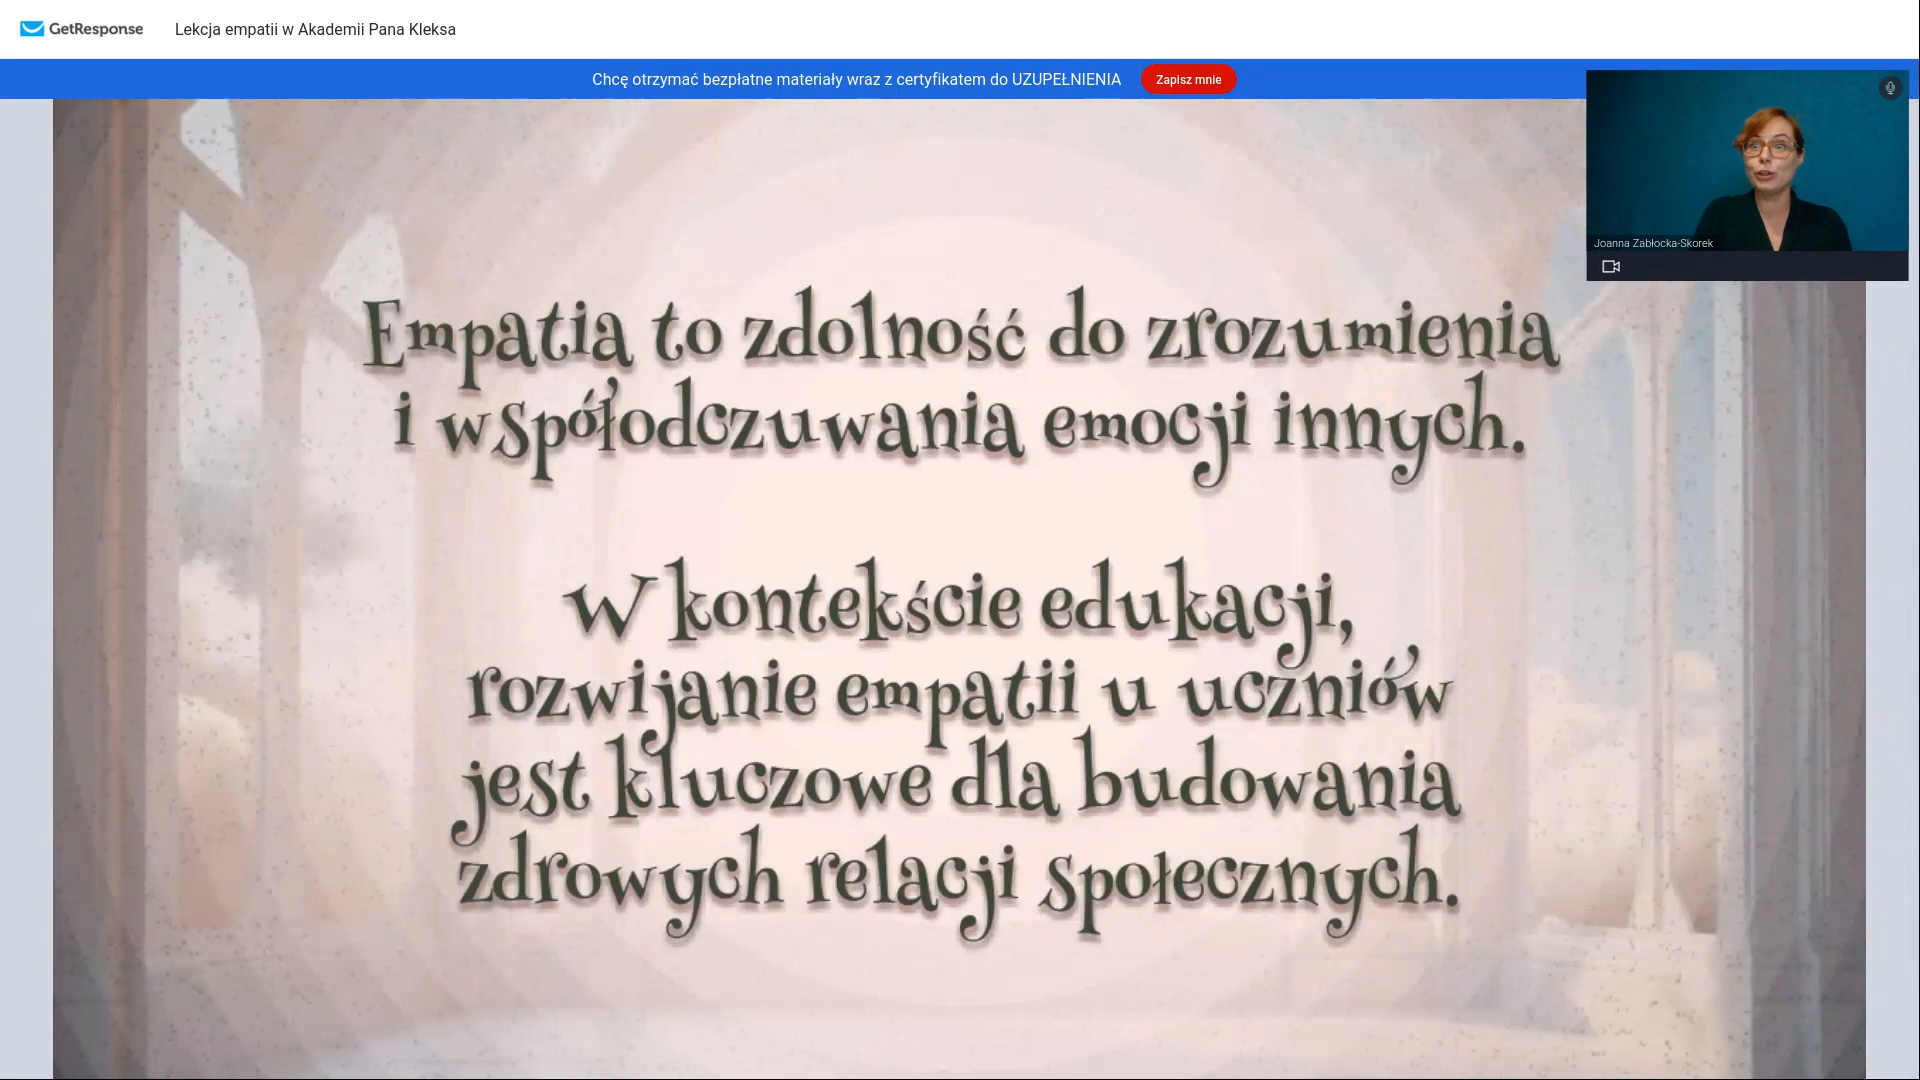 GetResponse
Lekcja empatii w Akademii Pana Kleksa
Chcę otrzymać bezpłatne materiały wraz z certyfikatem do UZUPEŁNIENIA
Zapisz mnie
Joanna Zabłocka-Skorek
Empatia to zdolność do zrozumienia
i współodczuwania emocji innych.
W kontekście edukacji,
rozwijanie empatii u uczniów
jest kluczowe dla budowania
zdrowych relacji społecznych.